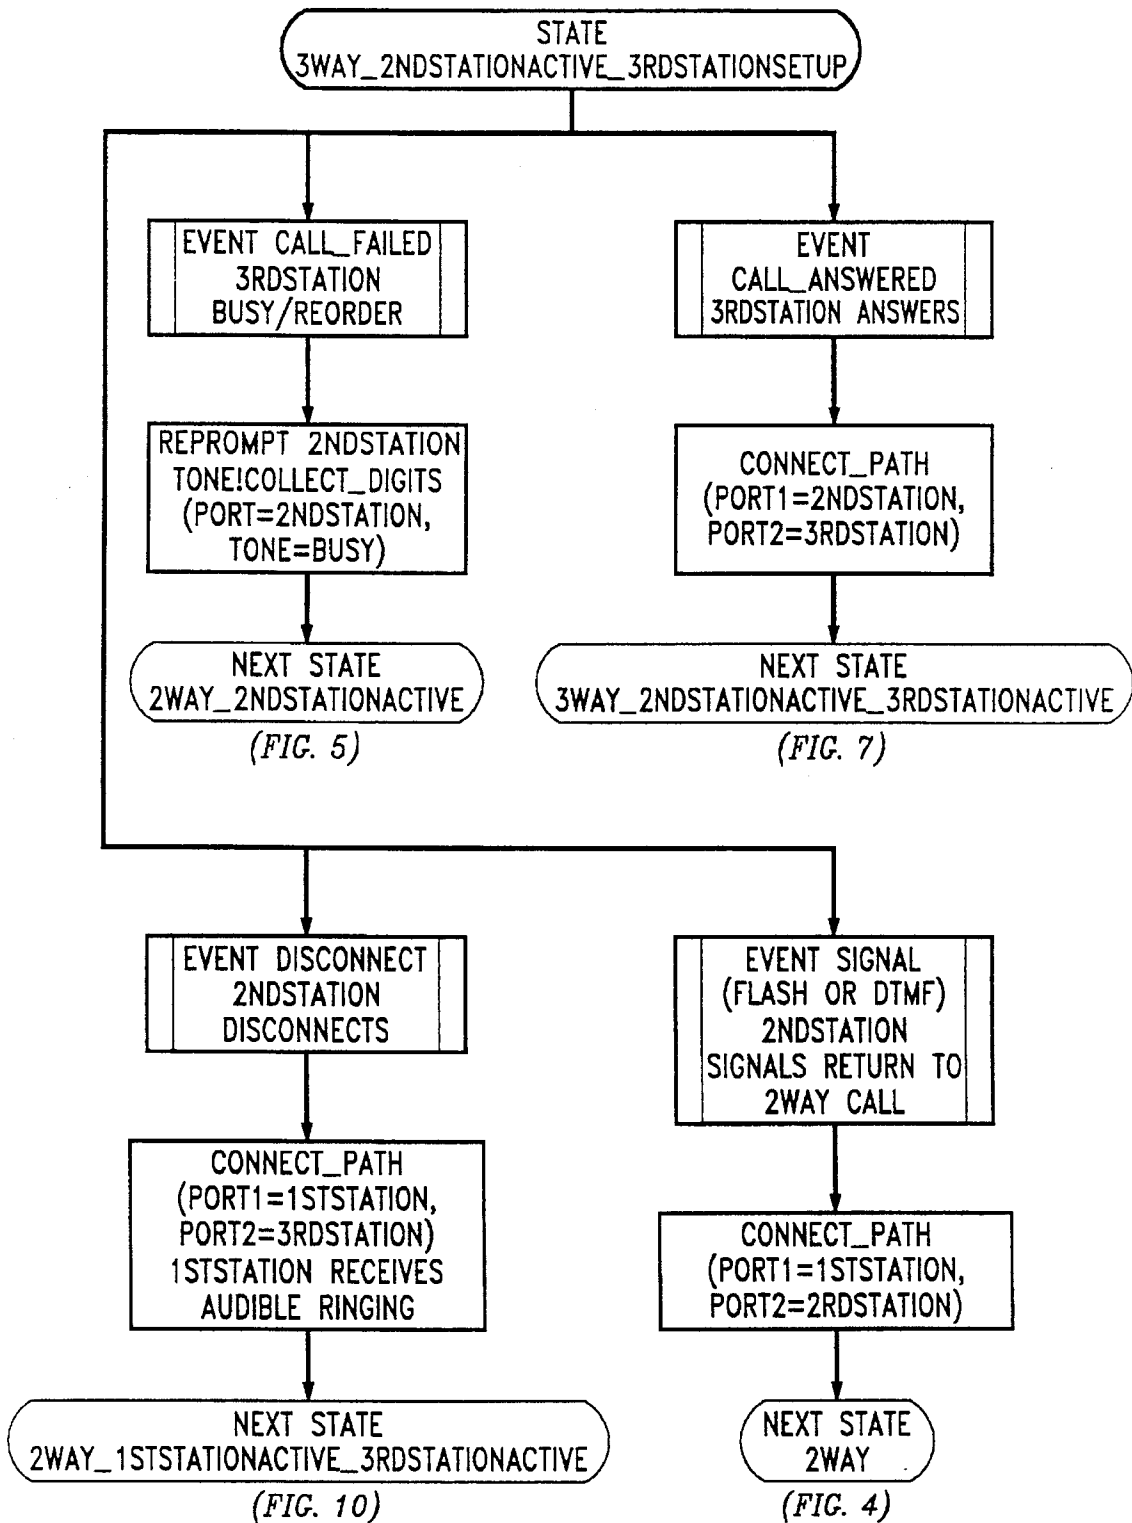 STATE
3WAY_2NDSTATIONACTIVE_3RDSTATIONSETUP
EVENT CALL_FAILED
3RDSTATION
BUSY/REORDER
EVENT
CALL_ANSWERED
3RDSTATION ANSWERS
REPROMPT 2NDSTATION
TONE!COLLECT_DIGITS
(PORT=2NDSTATION,
TONE=BUSY)
CONNECT_PATH
(PORT1=2NDSTATION,
PORT2=3RDSTATION)
NEXT STATE
2WAY_2NDSTATIONACTIVE
(FIG. 5)
NEXT STATE
3WAY_2NDSTATIONACTIVE_3RDSTATIONACTIVE
(FIG. 7)
EVENT DISCONNECT
2NDSTATION
DISCONNECTS
EVENT SIGNAL
(FLASH OR DTMF)
2NDSTATION
SIGNALS RETURN TO
2WAY CALL
CONNECT_PATH
(PORT1=1STSTATION,
PORT2=3RDSTATION)
1STSTATION RECEIVES
AUDIBLE RINGING
CONNECT_PATH
(PORT1=1STSTATION,
PORT2=2RDSTATION)
NEXT STATE
2WAY_1STSTATIONACTIVE_3RDSTATIONACTIVE
(FIG. 10)
NEXT STATE
2WAY
(FIG. 4)